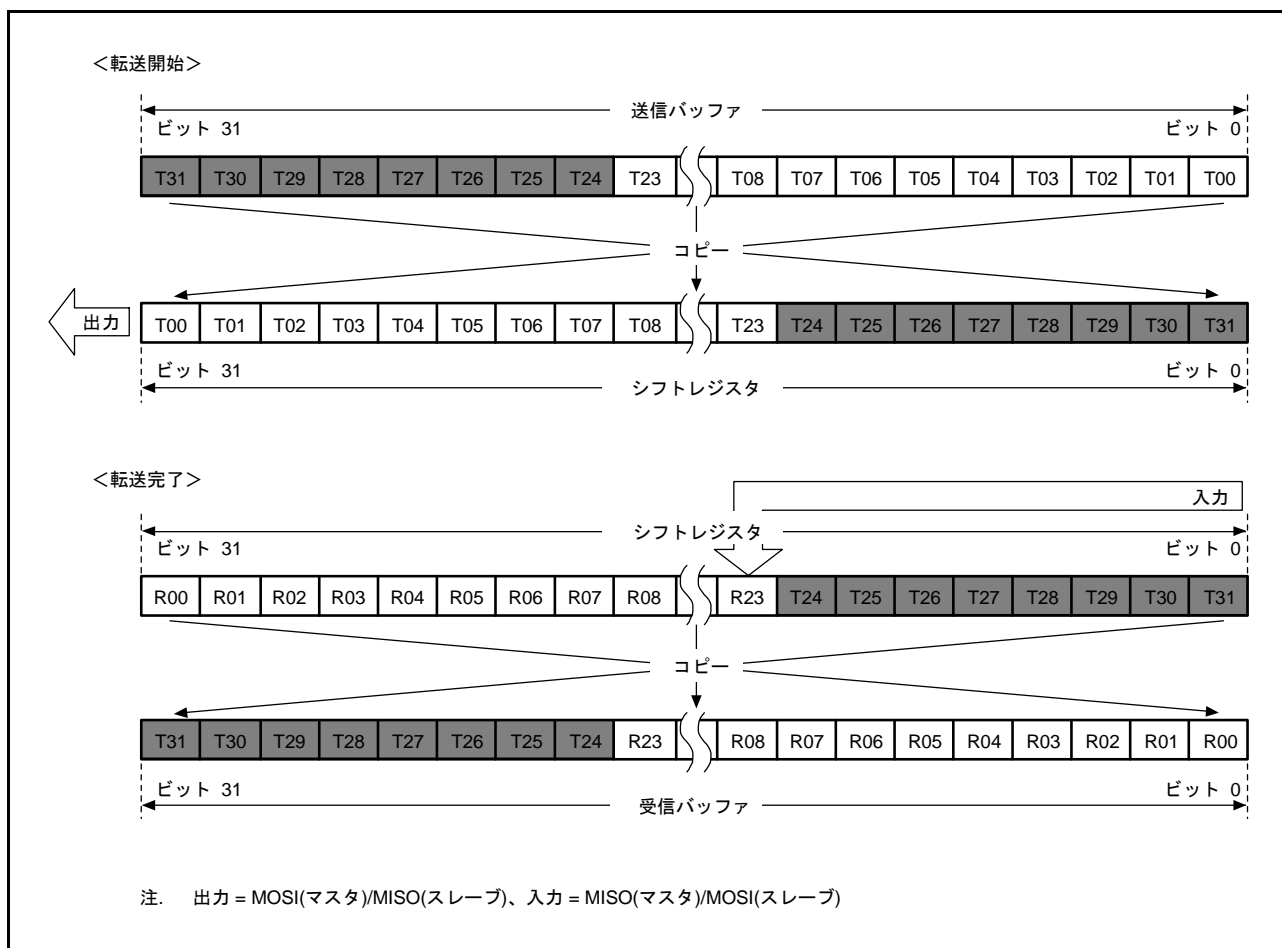 ＜転送開始＞
送信バッファ
ビット 31 ビット 0
T31 T30 T29 T28 T27 T26 T25 T24 T23 T08 T07 T06 T05 T04 T03 T02 T01 T00
コピー
出力 T00 T01 T02 T03 T04 T05 T06 T07 T08 T23 T24 T25 T26 T27 T28 T29 T30 T31
ビット 31 ビット 0
シフトレジスタ
＜転送完了＞
入力
シフトレジスタ
ビット 31 ビット 0
R00 R01 R02 R03 R04 R05 R06 R07 R08 R23 T24 T25 T26 T27 T28 T29 T30 T31
コピー
T31 T30 T29 T28 T27 T26 T25 T24 R23 R08 R07 R06 R05 R04 R03 R02 R01 R00
ビット 31 ビット 0
受信バッファ
注. 出力 = MOSI(マスタ)/MISO(スレーブ)、入力 = MISO(マスタ)/MOSI(スレーブ)